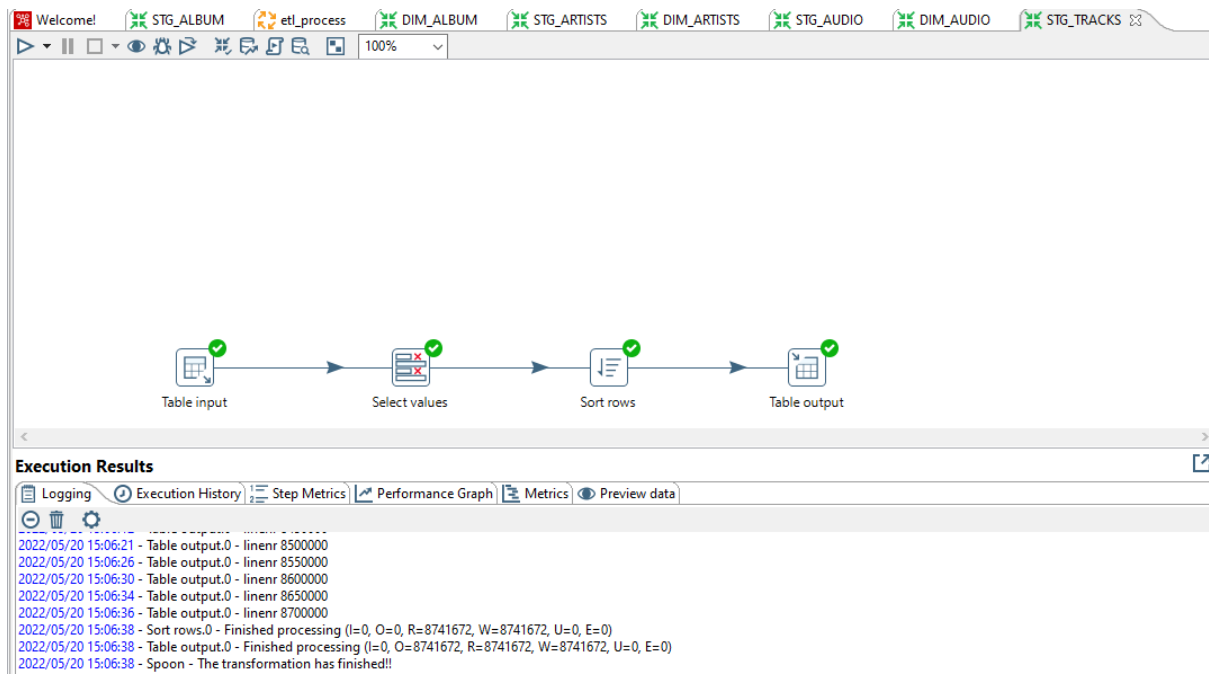 Welcome! STG_ALBUM etl_process DIM_ALBUM STG_ARTISTS DIM_ARTISTS STG_AUDIO DIM_AUDIO STG_TRACKS
100%
Table input Select values Sort rows Table output
Execution Results
Logging Execution History Step Metrics Performance Graph Metrics Preview data
2022/05/20 15:06:21 - Table output.0 - linenr 8500000
2022/05/20 15:06:26 - Table output.0 - linenr 8550000
2022/05/20 15:06:30 - Table output.0 - linenr 8600000
2022/05/20 15:06:34 - Table output.0 - linenr 8650000
2022/05/20 15:06:36 - Table output.0 - linenr 8700000
2022/05/20 15:06:38 - Sort rows.0 - Finished processing (I=0, O=0, R=8741672, W=8741672, U=0, E=0)
2022/05/20 15:06:38 - Table output.0 - Finished processing (I=0, O=8741672, R=8741672, W=8741672, U=0, E=0)
2022/05/20 15:06:38 - Spoon - The transformation has finished!!